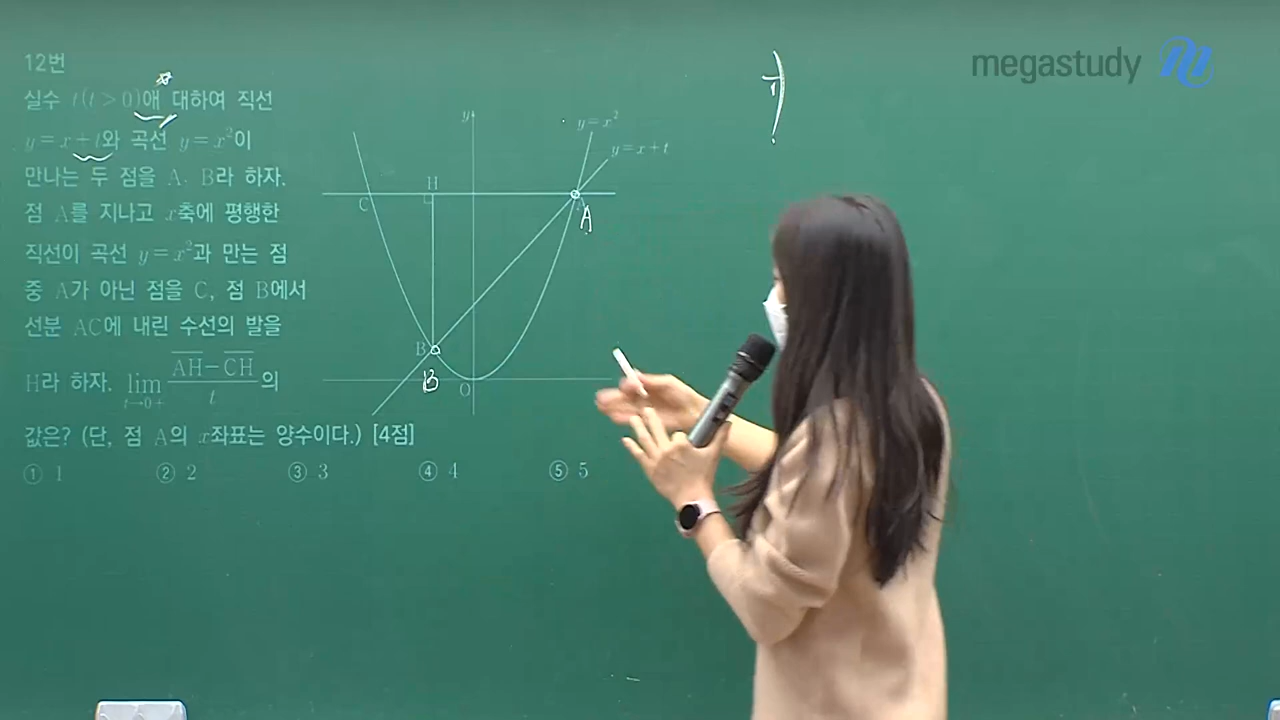 12번
실수 t(t > 0)에 대하여 직선
y = x + t와 곡선 y = x²이
만나는 두 점을 A, B라 하자.
점 A를 지나고 x축에 평행한
직선이 곡선 y = x²과 만는 점
중 A가 아닌 점을 C, 점 B에서
선분 AC에 내린 수선의 발을
H라 하자. lim t→0+ (AH − CH)/t 의
값은? (단, 점 A의 x좌표는 양수이다.) [4점]
① 1 ② 2 ③ 3 ④ 4 ⑤ 5
y
y = x²
y = x + t
H
C
A
B
B
O
megastudy